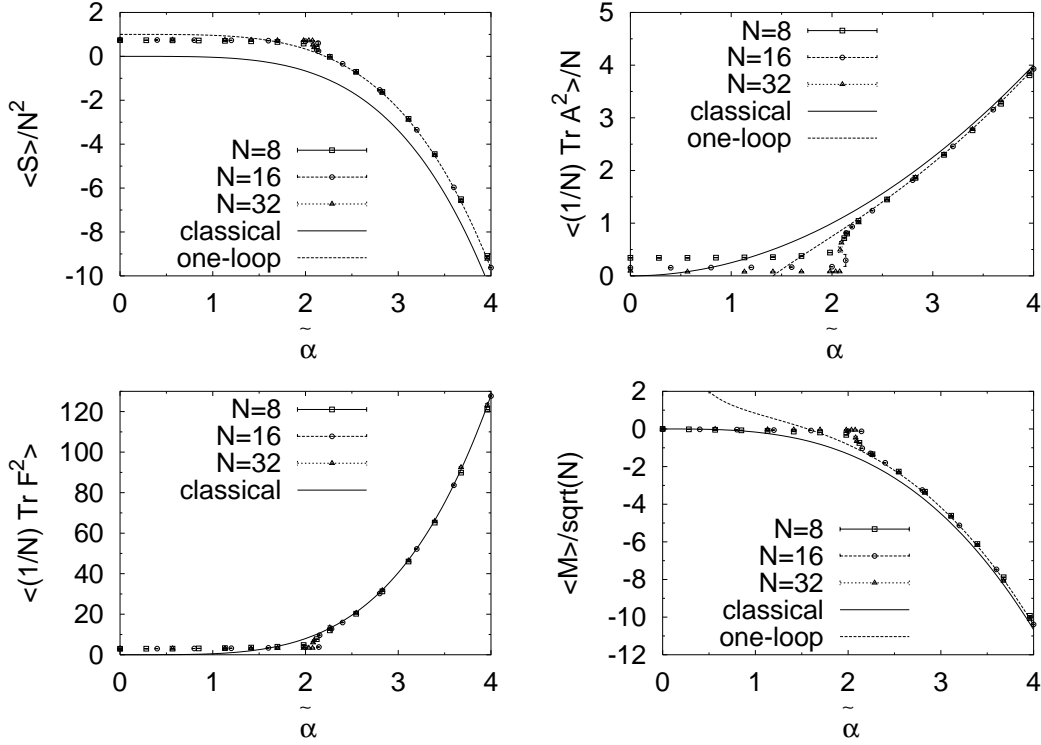 2
0
-2
-4
-6
-8
-10
<S>/N²
N=8
N=16
N=32
classical
one-loop
0 1 2 3 4
α̃
5
4
3
2
1
0
<(1/N) Tr A²>/N
N=8
N=16
N=32
classical
one-loop
0 1 2 3 4
α̃
120
100
80
60
40
20
0
<(1/N) Tr F²>
N=8
N=16
N=32
classical
0 1 2 3 4
α̃
2
0
-2
-4
-6
-8
-10
-12
<M>/sqrt(N)
N=8
N=16
N=32
classical
one-loop
0 1 2 3 4
α̃